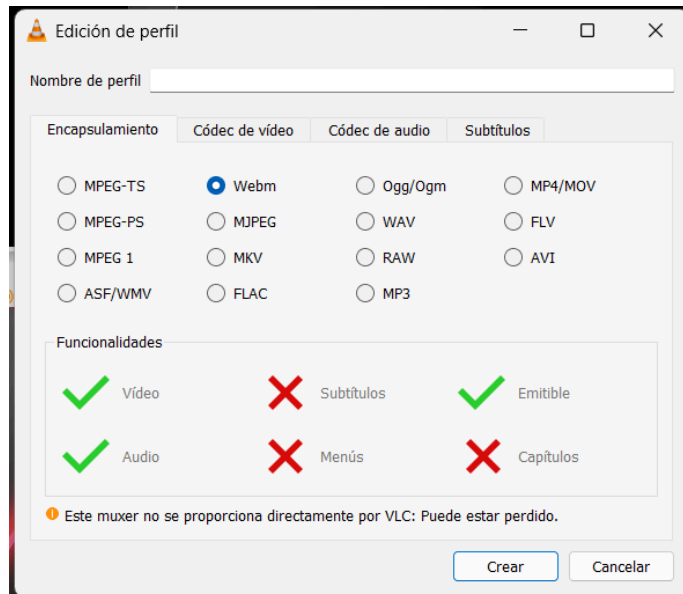 Edición de perfil
Nombre de perfil
Encapsulamiento Códec de vídeo Códec de audio Subtítulos
MPEG-TS Webm Ogg/Ogm MP4/MOV
MPEG-PS MJPEG WAV FLV
MPEG 1 MKV RAW AVI
ASF/WMV FLAC MP3
Funcionalidades
Vídeo Subtítulos Emitible
Audio Menús Capítulos
Este muxer no se proporciona directamente por VLC: Puede estar perdido.
Crear Cancelar